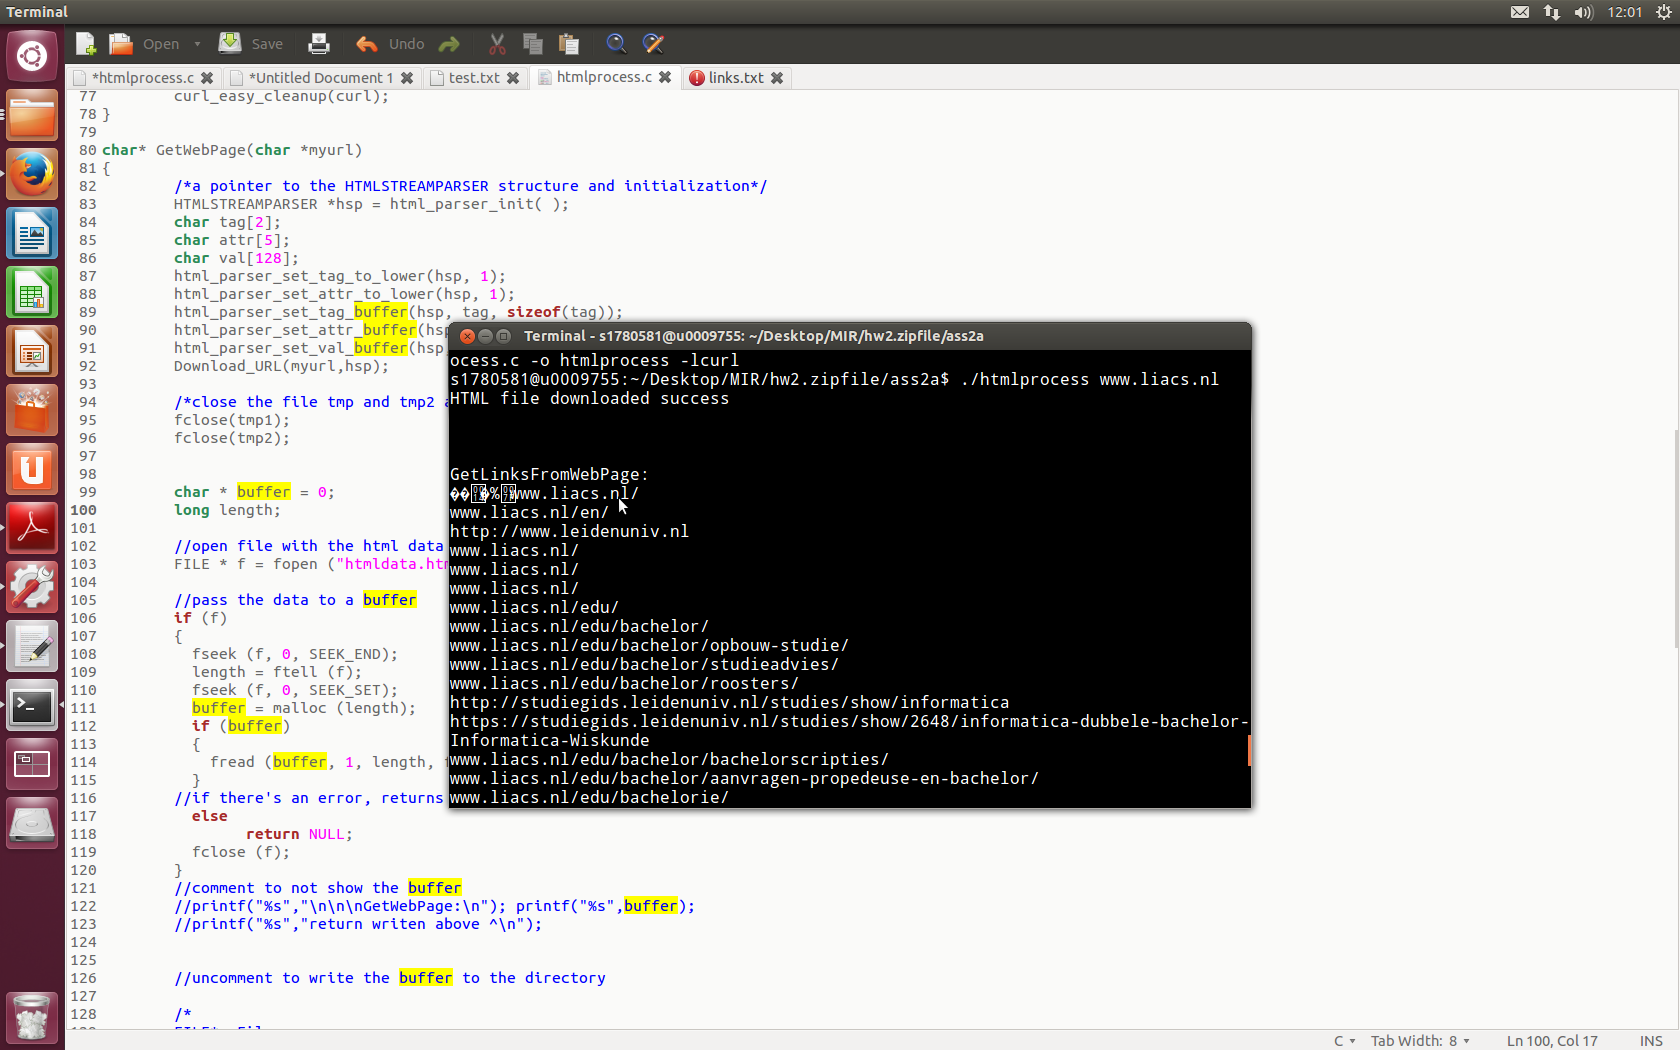 Terminal
12:01
Open
Save
Undo
*htmlprocess.c
*Untitled Document 1
test.txt
htmlprocess.c
links.txt
77 curl_easy_cleanup(curl);
78 }
79
80 char* GetWebPage(char *myurl)
81 {
82 /*a pointer to the HTMLSTREAMPARSER structure and initialization*/
83 HTMLSTREAMPARSER *hsp = html_parser_init( );
84 char tag[2];
85 char attr[5];
86 char val[128];
87 html_parser_set_tag_to_lower(hsp, 1);
88 html_parser_set_attr_to_lower(hsp, 1);
89 html_parser_set_tag_buffer(hsp, tag, sizeof(tag));
90 html_parser_set_attr_buffer(hsp
91 html_parser_set_val_buffer(hsp
92 Download_URL(myurl,hsp);
93
94 /*close the file tmp and tmp2
95 fclose(tmp1);
96 fclose(tmp2);
97
98
99 char * buffer = 0;
100 long length;
101
102 //open file with the html data
103 FILE * f = fopen ("htmldata.htm
104
105 //pass the data to a buffer
106 if (f)
107 {
108 fseek (f, 0, SEEK_END);
109 length = ftell (f);
110 fseek (f, 0, SEEK_SET);
111 buffer = malloc (length);
112 if (buffer)
113 {
114 fread (buffer, 1, length,
115 }
116 //if there's an error, returns
117 else
118 return NULL;
119 fclose (f);
120 }
121 //comment to not show the buffer
122 //printf("%s","\n\n\nGetWebPage:\n"); printf("%s",buffer);
123 //printf("%s","return writen above ^\n");
124
125
126 //uncomment to write the buffer to the directory
127
128 /*
Terminal - s1780581@u0009755: ~/Desktop/MIR/hw2.zipfile/ass2a
ocess.c -o htmlprocess -lcurl
s1780581@u0009755:~/Desktop/MIR/hw2.zipfile/ass2a$ ./htmlprocess www.liacs.nl
HTML file downloaded success
GetLinksFromWebPage:
%www.liacs.nl/
www.liacs.nl/en/
http://www.leidenuniv.nl
www.liacs.nl/
www.liacs.nl/
www.liacs.nl/
www.liacs.nl/edu/
www.liacs.nl/edu/bachelor/
www.liacs.nl/edu/bachelor/opbouw-studie/
www.liacs.nl/edu/bachelor/studieadvies/
www.liacs.nl/edu/bachelor/roosters/
http://studiegids.leidenuniv.nl/studies/show/informatica
https://studiegids.leidenuniv.nl/studies/show/2648/informatica-dubbele-bachelor-
Informatica-Wiskunde
www.liacs.nl/edu/bachelor/bachelorscripties/
www.liacs.nl/edu/bachelor/aanvragen-propedeuse-en-bachelor/
www.liacs.nl/edu/bachelorie/
C
Tab Width: 8
Ln 100, Col 17
INS